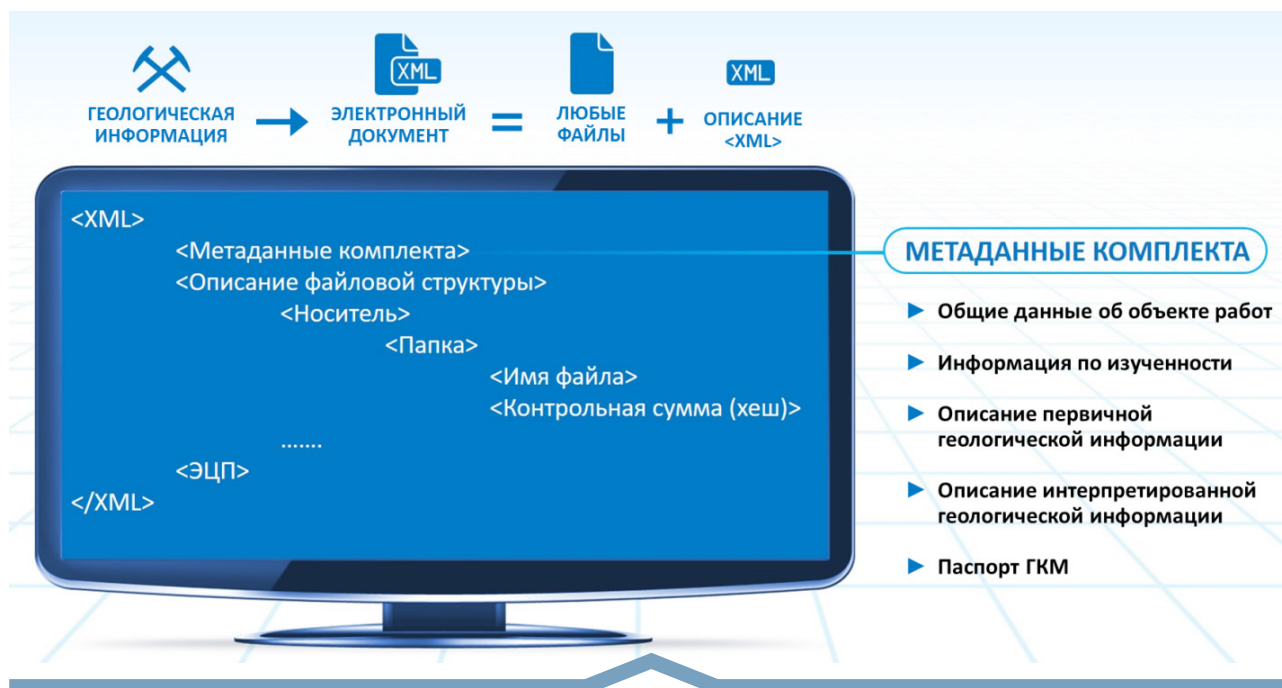 XML
XML
ГЕОЛОГИЧЕСКАЯ
ИНФОРМАЦИЯ
→
ЭЛЕКТРОННЫЙ
ДОКУМЕНТ
=
ЛЮБЫЕ
ФАЙЛЫ
+
ОПИСАНИЕ
<XML>
<XML>
<Метаданные комплекта>
<Описание файловой структуры>
<Носитель>
<Папка>
<Имя файла>
<Контрольная сумма (хеш)>
.......
<ЭЦП>
</XML>
МЕТАДАННЫЕ КОМПЛЕКТА
► Общие данные об объекте работ
► Информация по изученности
► Описание первичной
геологической информации
► Описание интерпретированной
геологической информации
► Паспорт ГКМ